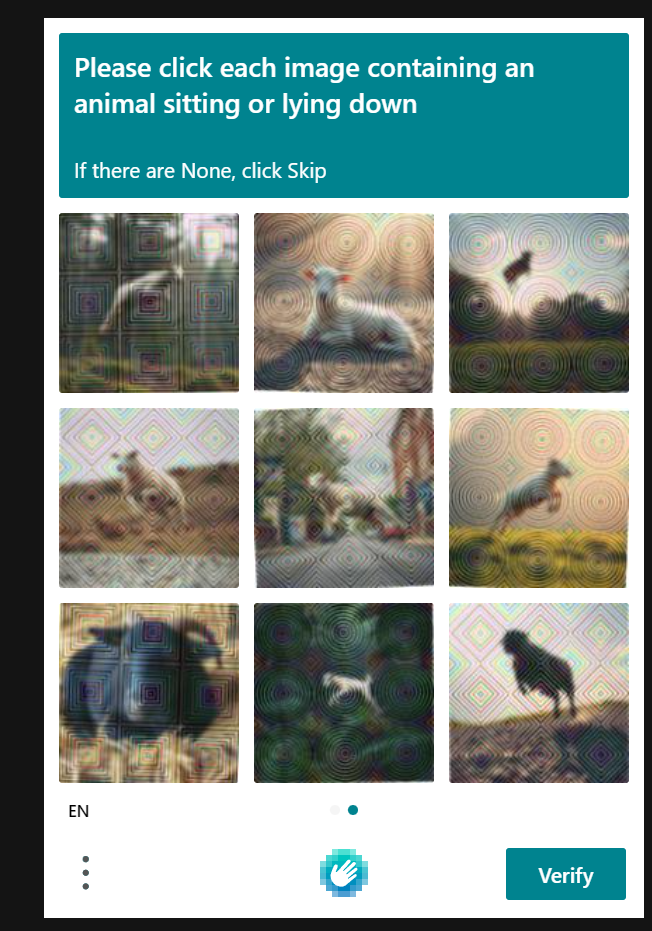 Please click each image containing an
animal sitting or lying down
If there are None, click Skip
EN
Verify